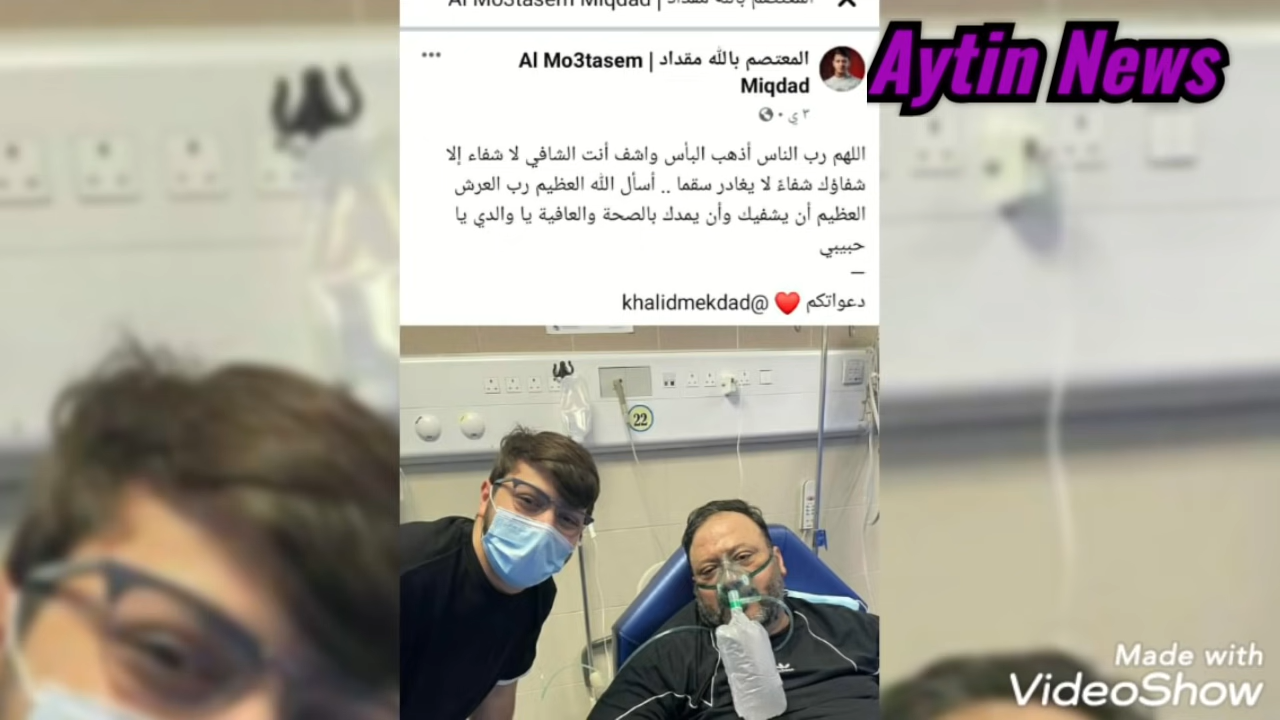 Al Mo3tasem Miqdad | المعتصم بالله مقداد
Aytin News
المعتصم بالله مقداد | Al Mo3tasem
Miqdad
٣ ي
اللهم رب الناس أذهب البأس واشف أنت الشافي لا شفاء إلا
شفاؤك شفاءً لا يغادر سقما .. أسأل الله العظيم رب العرش
العظيم أن يشفيك وأن يمدك بالصحة والعافية يا والدي يا
حبيبي
—
دعواتكم ❤️ @khalidmekdad
22
Made with
VideoShow